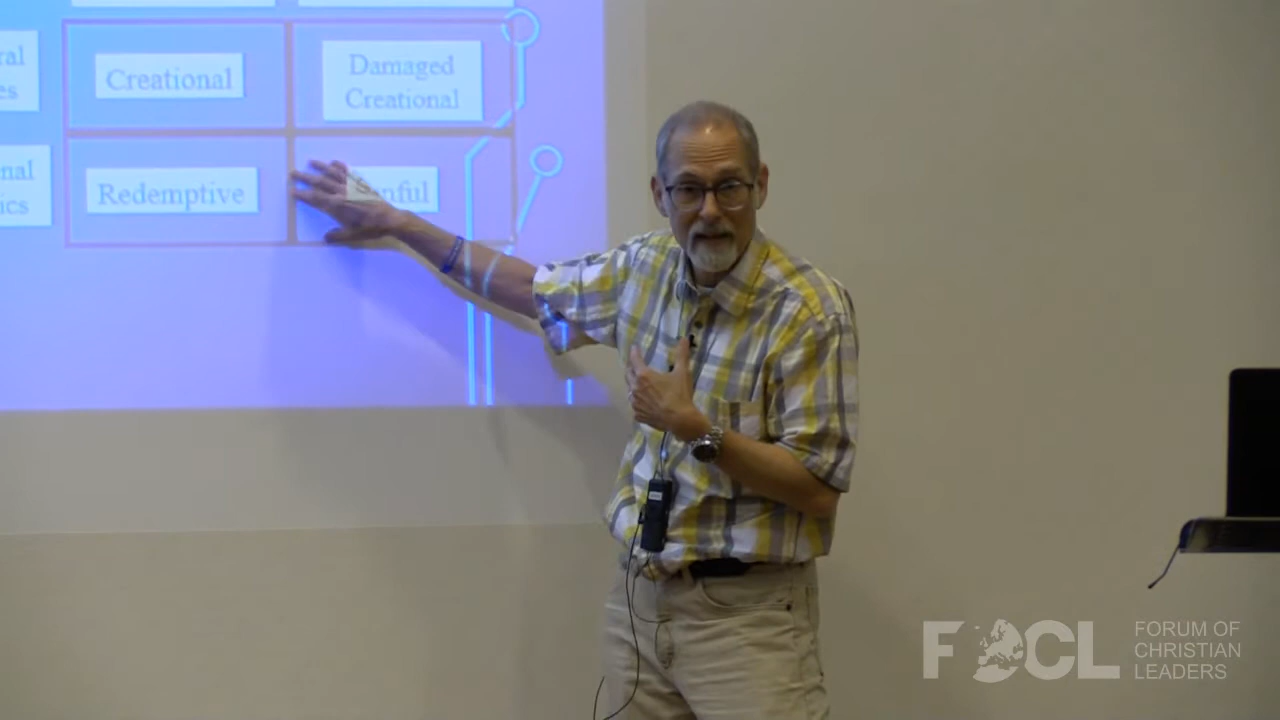 Creational
Damaged
Creational
Redemptive
FOCL
FORUM OF
CHRISTIAN
LEADERS